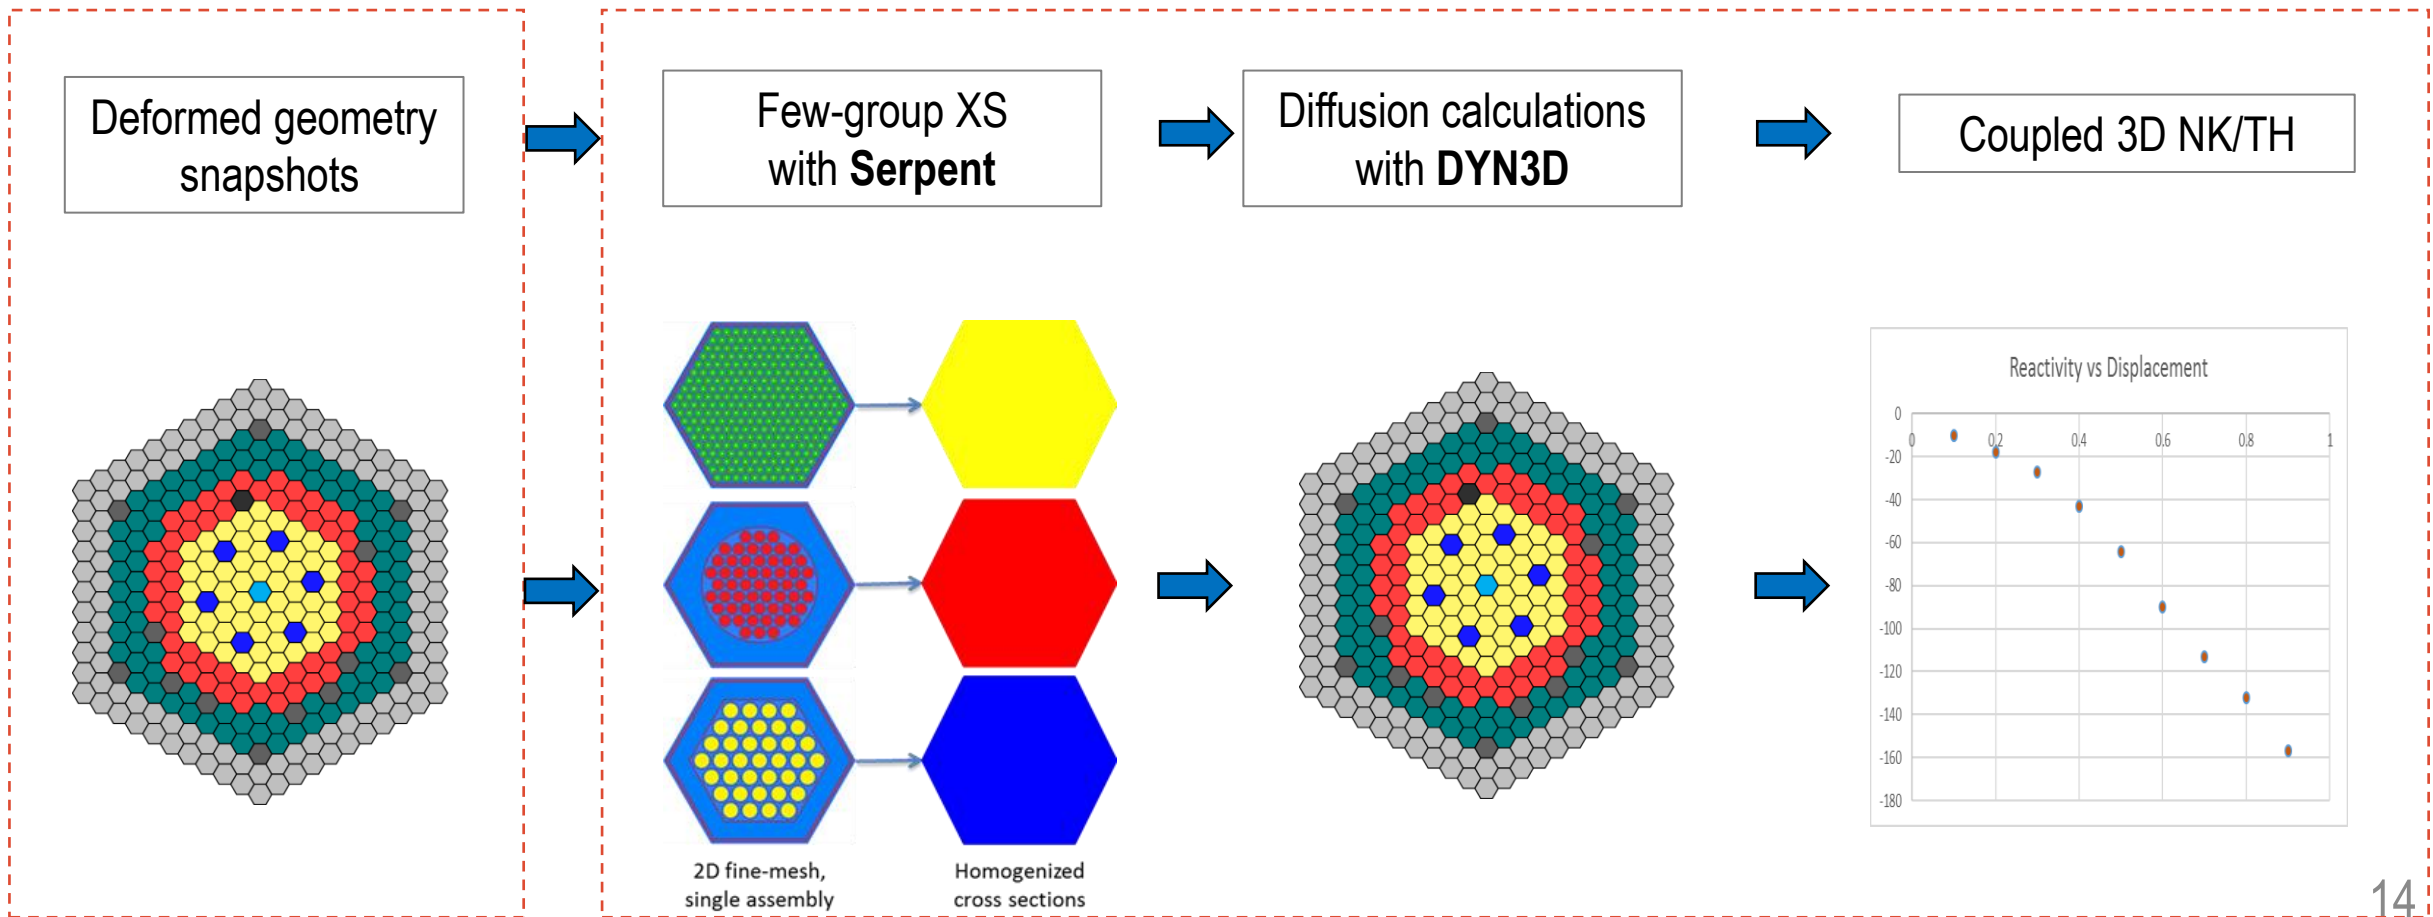 Deformed geometry
snapshots
Few-group XS
with Serpent
Diffusion calculations
with DYN3D
Coupled 3D NK/TH
2D fine-mesh,
single assembly
Homogenized
cross sections
Reactivity vs Displacement
0
0 0.2 0.4 0.6 0.8 1
-20
-40
-60
-80
-100
-120
-140
-160
-180
14